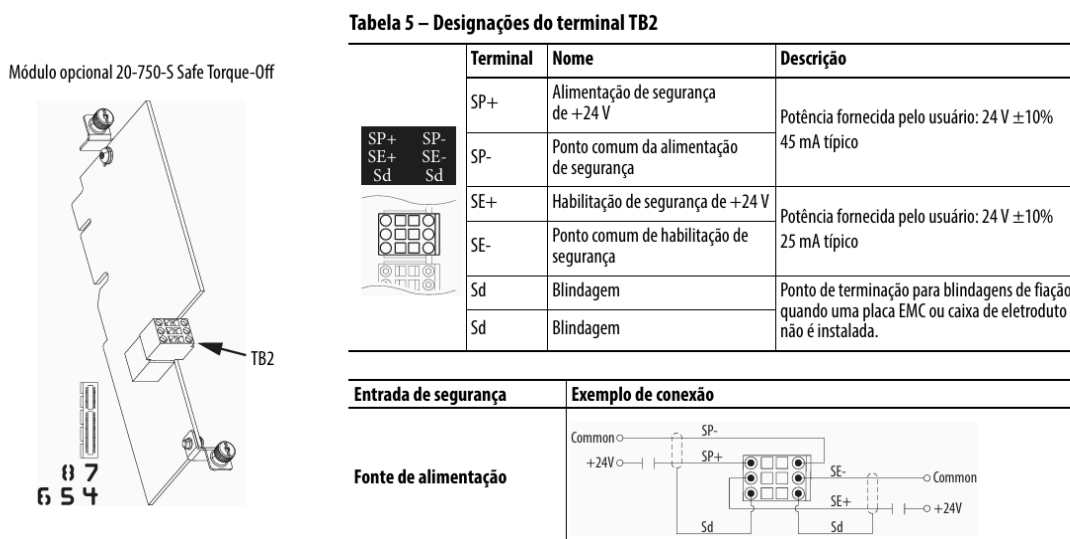 Tabela 5 – Designações do terminal TB2
Módulo opcional 20-750-S Safe Torque-Off
TB2
8 7
6 5 4
SP+ SP-
SE+ SE-
Sd Sd
Terminal Nome Descrição
SP+ Alimentação de segurança
de +24 V
SP- Ponto comum da alimentação
de segurança
Potência fornecida pelo usuário: 24 V ±10%
45 mA típico
SE+ Habilitação de segurança de +24 V
SE- Ponto comum de habilitação de
segurança
Potência fornecida pelo usuário: 24 V ±10%
25 mA típico
Sd Blindagem
Sd Blindagem
Ponto de terminação para blindagens de fiação
quando uma placa EMC ou caixa de eletroduto
não é instalada.
Entrada de segurança Exemplo de conexão
Fonte de alimentação
Common SP-
+24V SP+
SE- Common
SE+ +24V
Sd Sd